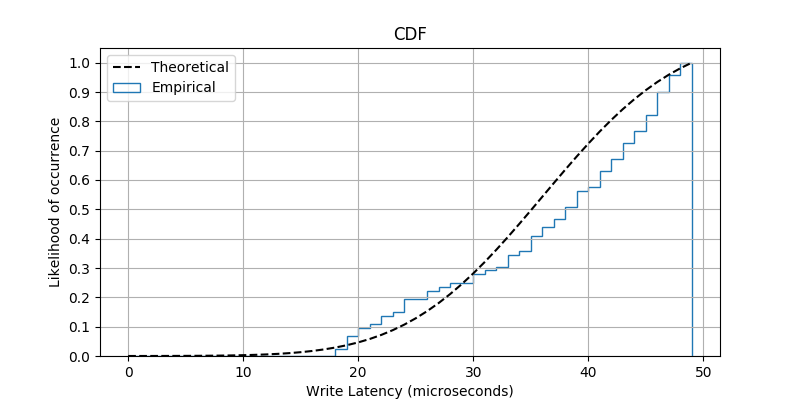 CDF
Theoretical
Empirical
Likelihood of occurrence
1.0
0.9
0.8
0.7
0.6
0.5
0.4
0.3
0.2
0.1
0.0
0 10 20 30 40 50
Write Latency (microseconds)